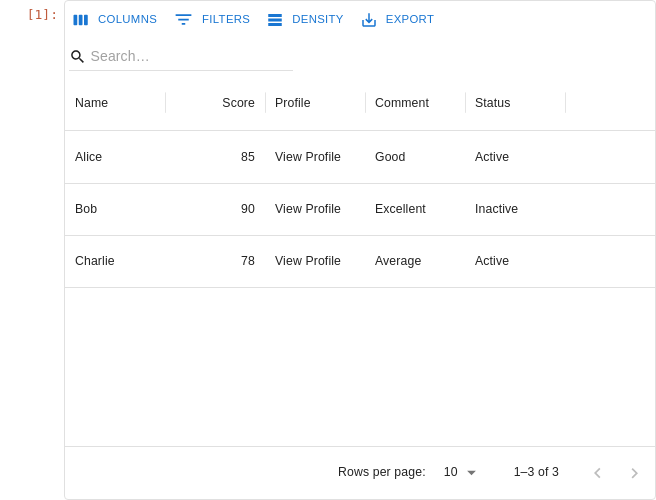 [1]:
COLUMNS FILTERS DENSITY EXPORT
Search…
Name Score Profile Comment Status
Alice 85 View Profile Good Active
Bob 90 View Profile Excellent Inactive
Charlie 78 View Profile Average Active
Rows per page: 10 1–3 of 3